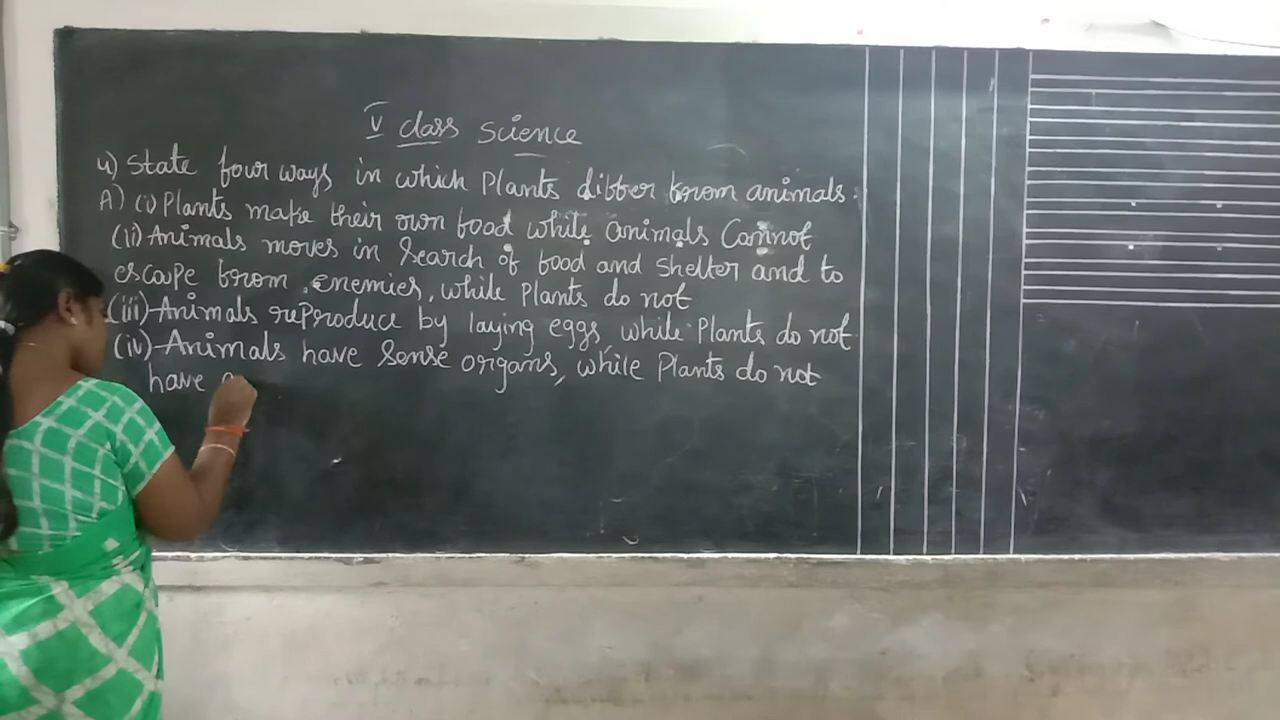 V class Science
4) State four ways in which Plants differ from animals.
A) (i) Plants make their own food while animals Cannot
(ii) Animals moves in Search of food and shelter and to
escape from enemies, while Plants do not
(iii) Animals reproduce by laying eggs, while Plants do not
(iv) Animals have Sense organs, while Plants do not
have